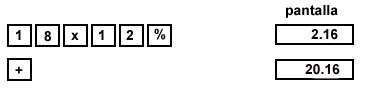 pantalla
1 8 x 1 2 % 2.16
+ 20.16